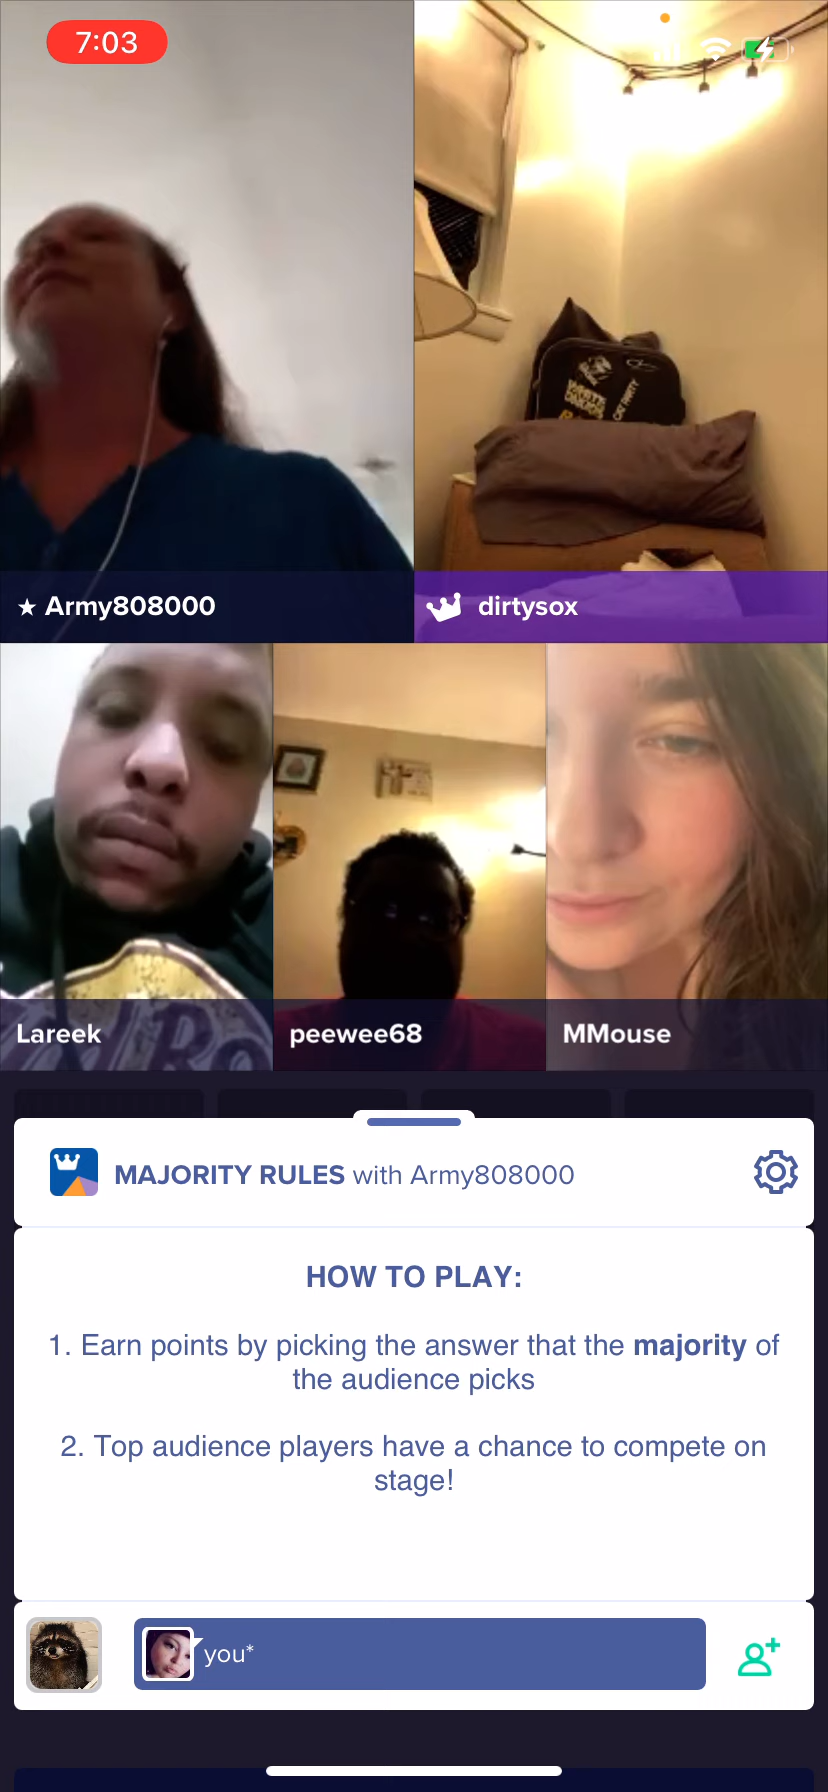 7:03
★ Army808000
dirtysox
Lareek
peewee68
MMouse
MAJORITY RULES with Army808000
HOW TO PLAY:
1. Earn points by picking the answer that the majority of
the audience picks
2. Top audience players have a chance to compete on
stage!
you*